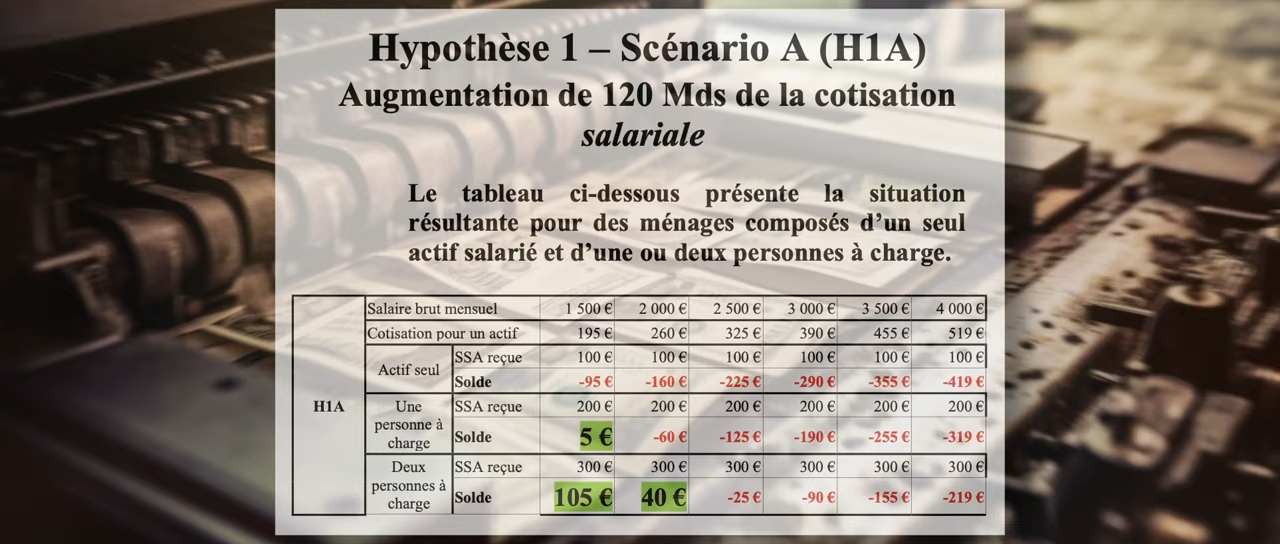 Hypothèse 1 – Scénario A (H1A)
Augmentation de 120 Mds de la cotisation
salariale
Le tableau ci-dessous présente la situation
résultante pour des ménages composés d’un seul
actif salarié et d’une ou deux personnes à charge.
Salaire brut mensuel 1 500 € 2 000 € 2 500 € 3 000 € 3 500 € 4 000 €
Cotisation pour un actif 195 € 260 € 325 € 390 € 455 € 519 €
Actif seul SSA reçue 100 € 100 € 100 € 100 € 100 € 100 €
Solde -95 € -160 € -225 € -290 € -355 € -419 €
H1A Une personne à charge SSA reçue 200 € 200 € 200 € 200 € 200 € 200 €
Solde 5 € -60 € -125 € -190 € -255 € -319 €
Deux personnes à charge SSA reçue 300 € 300 € 300 € 300 € 300 € 300 €
Solde 105 € 40 € -25 € -90 € -155 € -219 €